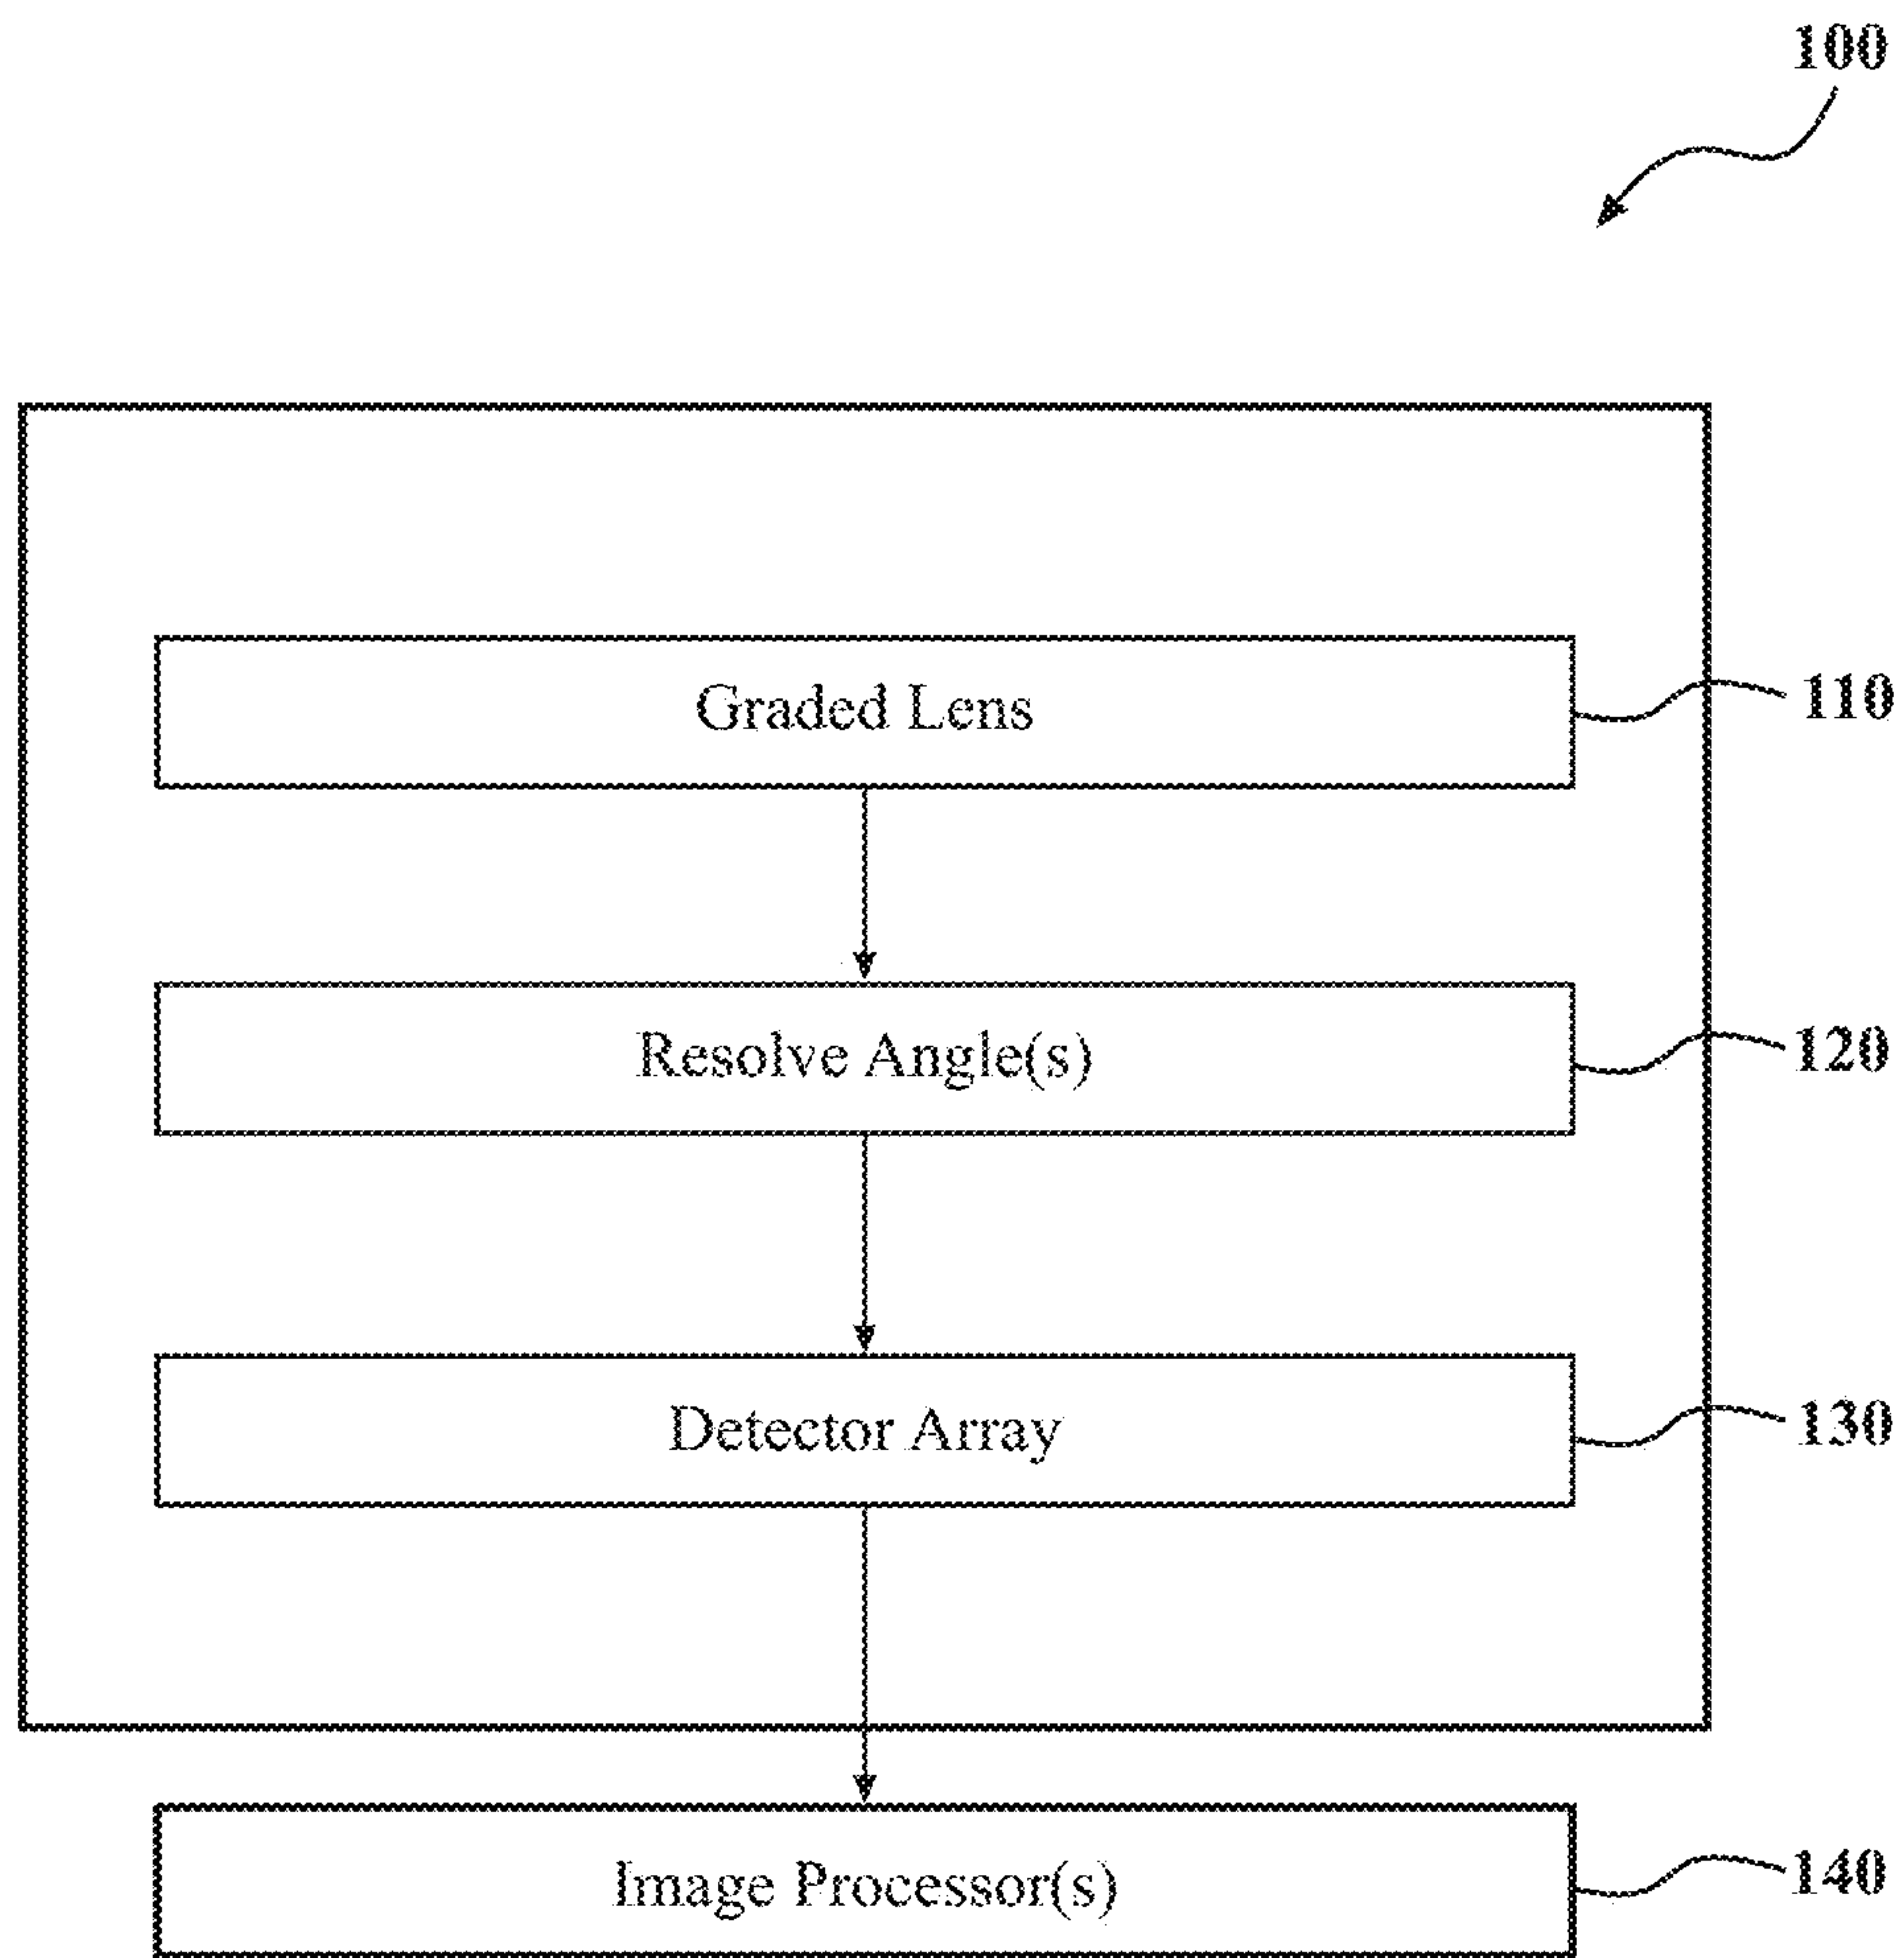 100
Graded Lens
110
Resolve Angle(s)
120
Detector Array
130
Image Processor(s)
140